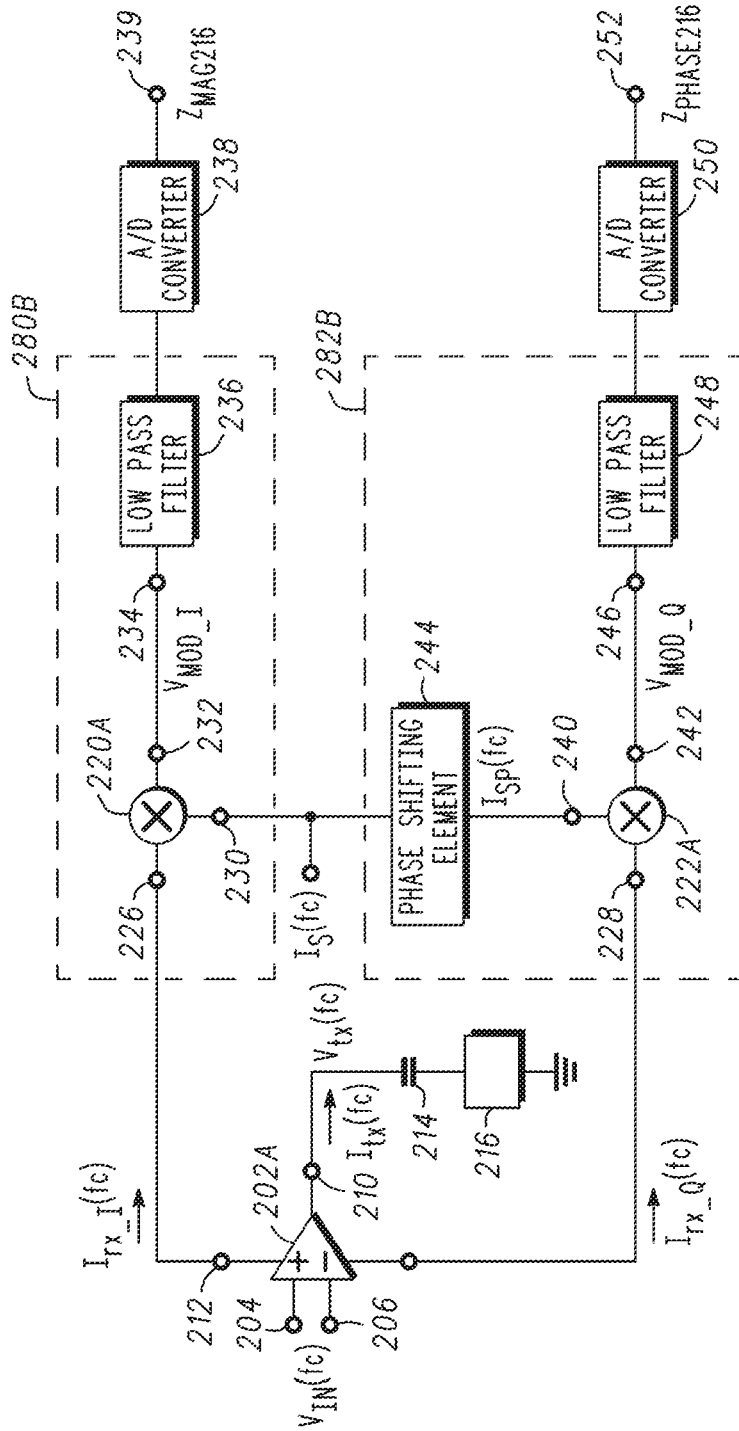 280B
220A
226
230
232
234
V_MOD_I
LOW PASS
FILTER
236
A/D
CONVERTER
238
239
Z_MAG216
I_rx_I(fc)
212
202A
+
−
204
206
V_IN(fc)
210
V_tx(fc)
I_tx(fc)
214
216
I_S(fc)
282B
PHASE SHIFTING
ELEMENT
244
I_SP(fc)
240
I_rx_Q(fc)
228
222A
242
246
V_MOD_Q
LOW PASS
FILTER
248
A/D
CONVERTER
250
252
Z_PHASE216